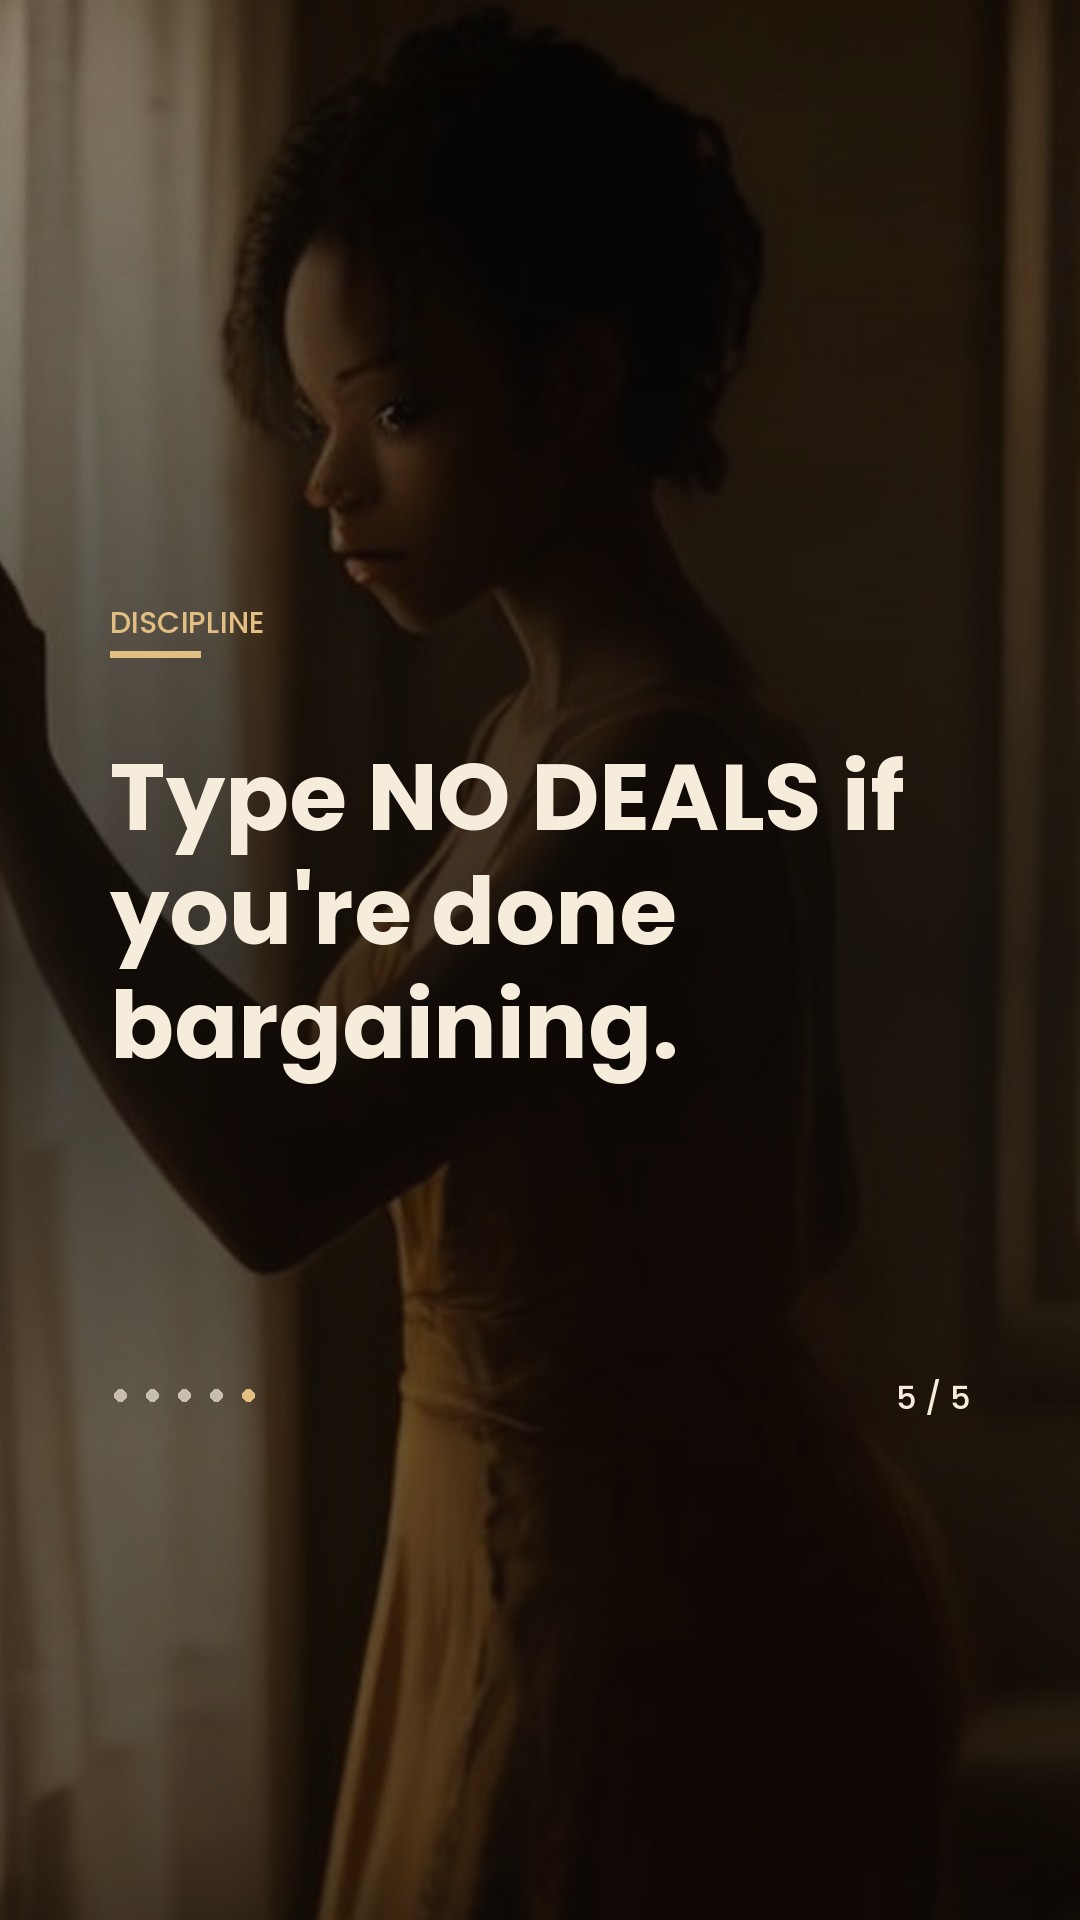 DISCIPLINE
Type NO DEALS if
you're done
bargaining.
5 / 5